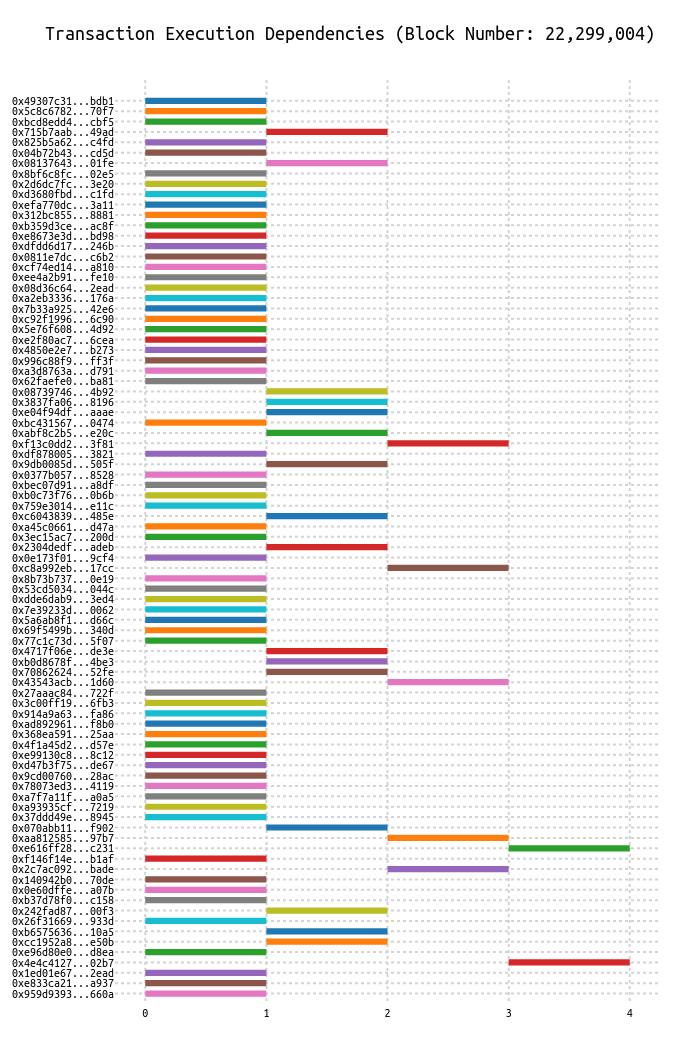 Transaction Execution Dependencies (Block Number: 22,299,004)
0x49307c31...bdb1
0x5c8c6782...70f7
0xbcd8edd4...cbf5
0x715b7aab...49ad
0x825b5a62...c4fd
0x04b72b43...cd5d
0x08137643...01fe
0x8bf6c8fc...02e5
0x2d6dc7fc...3e20
0xd3680fbd...c1fd
0xefa770dc...3a11
0x312bc855...8881
0xb359d3ce...ac8f
0xe8673e3d...bd98
0xdfdd6d17...246b
0x0811e7dc...c6b2
0xcf74ed14...a810
0xee4a2b91...fe10
0x08d36c64...2ead
0xa2eb3336...176a
0x7b33a925...42e6
0xc92f1996...6c90
0x5e76f608...4d92
0xe2f80ac7...6cea
0x4850e2e7...b273
0x996c88f9...ff3f
0xa3d8763a...d791
0x62faefe0...ba81
0x08739746...4b92
0x3837fa06...8196
0xe04f94df...aaae
0xbc431567...0474
0xabf8c2b5...e20c
0xf13c0dd2...3f81
0xdf878005...3821
0x9db0085d...505f
0x0377b057...8528
0xbec07d91...a8df
0xb0c73f76...0b6b
0x759e3014...e11c
0xc6043839...485e
0xa45c0661...d47a
0x3ec15ac7...200d
0x2304dedf...adeb
0x0e173f01...9cf4
0xc8a992eb...17cc
0x8b73b737...0e19
0x53cd5034...044c
0xdde6dab9...3ed4
0x7e39233d...0062
0x5a6ab8f1...d66c
0x69f5499b...340d
0x77c1c73d...5f07
0x4717f06e...de3e
0xb0d8678f...4be3
0x70862624...52fe
0x43543acb...1d60
0x27aaac84...722f
0x3c00ff19...6fb3
0x914a9a63...fa86
0xad892961...f8b0
0x368ea591...25aa
0x4f1a45d2...d57e
0xe99130c8...8c12
0xd47b3f75...de67
0x9cd00760...28ac
0x78073ed3...4119
0xa7f7a11f...a0a5
0xa93935cf...7219
0x37ddd49e...8945
0x070abb11...f902
0xaa812585...97b7
0xe616ff28...c231
0xf146f14e...b1af
0x2c7ac092...bade
0x140942b0...70de
0x0e60dffe...a07b
0xb37d78f0...c158
0x242fad87...00f3
0x26f31669...933d
0xb6575636...10a5
0xcc1952a8...e50b
0xe96d80e0...d8ea
0x4e4c4127...02b7
0x1ed01e67...2ead
0xe833ca21...a937
0x959d9393...660a
0 1 2 3 4